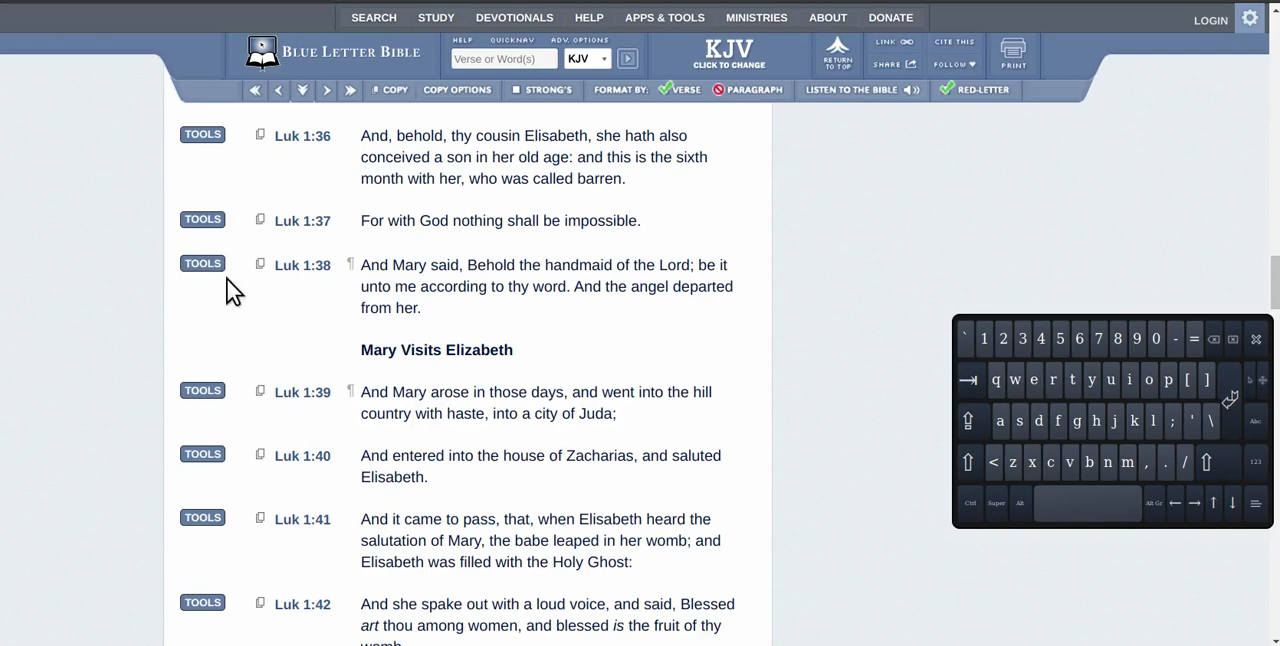 SEARCH STUDY DEVOTIONALS HELP APPS & TOOLS MINISTRIES ABOUT DONATE LOGIN
BLUE LETTER BIBLE
HELP QUICKNAV ADV. OPTIONS
Verse or Word(s) KJV
KJV
CLICK TO CHANGE
RETURN TO TOP
LINK CITE THIS
SHARE FOLLOW
PRINT
COPY COPY OPTIONS STRONG'S FORMAT BY: VERSE PARAGRAPH LISTEN TO THE BIBLE RED-LETTER
TOOLS Luk 1:36 And, behold, thy cousin Elisabeth, she hath also
conceived a son in her old age: and this is the sixth
month with her, who was called barren.
TOOLS Luk 1:37 For with God nothing shall be impossible.
TOOLS Luk 1:38 ¶ And Mary said, Behold the handmaid of the Lord; be it
unto me according to thy word. And the angel departed
from her.
Mary Visits Elizabeth
TOOLS Luk 1:39 ¶ And Mary arose in those days, and went into the hill
country with haste, into a city of Juda;
TOOLS Luk 1:40 And entered into the house of Zacharias, and saluted
Elisabeth.
TOOLS Luk 1:41 And it came to pass, that, when Elisabeth heard the
salutation of Mary, the babe leaped in her womb; and
Elisabeth was filled with the Holy Ghost:
TOOLS Luk 1:42 And she spake out with a loud voice, and said, Blessed
art thou among women, and blessed is the fruit of thy
womb.
` 1 2 3 4 5 6 7 8 9 0 - =
q w e r t y u i o p [ ]
a s d f g h j k l ; ' \ Abc
< z x c v b n m , . / 123
Ctrl Super Alt Alt Gr ← → ↑ ↓